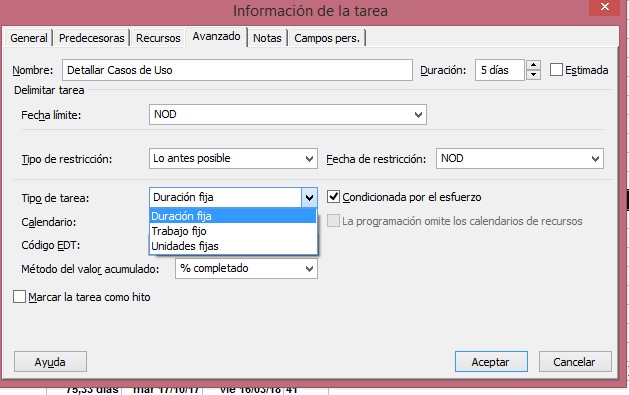 Información de la tarea
General Predecesoras Recursos Avanzado Notas Campos pers.
Nombre: Detallar Casos de Uso Duración: 5 días Estimada
Delimitar tarea
Fecha límite: NOD
Tipo de restricción: Lo antes posible Fecha de restricción: NOD
Tipo de tarea: Duración fija Condicionada por el esfuerzo
Duración fija
Calendario: La programación omite los calendarios de recursos
Trabajo fijo
Código EDT: Unidades fijas
Método del valor acumulado: % completado
Marcar la tarea como hito
Ayuda Aceptar Cancelar
75,33 días mar 17/10/17 vie 16/03/18 41